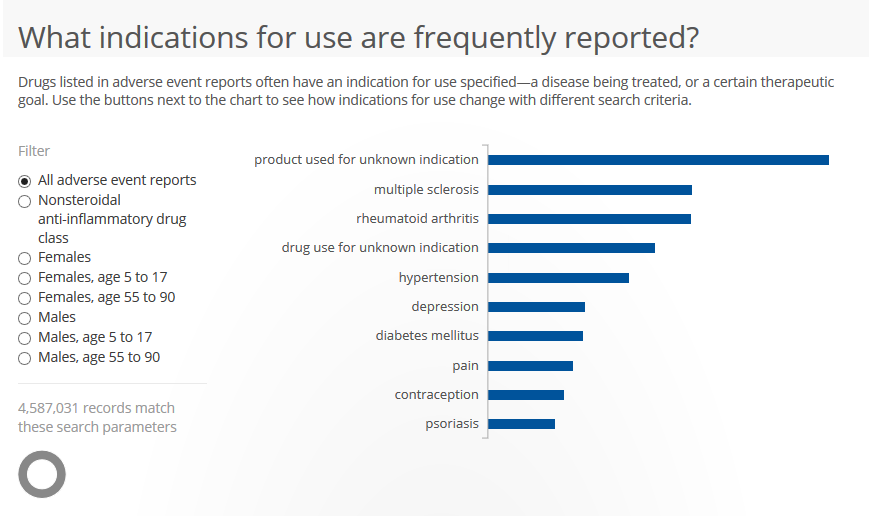 What indications for use are frequently reported?
Drugs listed in adverse event reports often have an indication for use specified—a disease being treated, or a certain therapeutic
goal. Use the buttons next to the chart to see how indications for use change with different search criteria.
Filter
All adverse event reports
Nonsteroidal
anti-inflammatory drug
class
Females
Females, age 5 to 17
Females, age 55 to 90
Males
Males, age 5 to 17
Males, age 55 to 90
4,587,031 records match
these search parameters
product used for unknown indication
multiple sclerosis
rheumatoid arthritis
drug use for unknown indication
hypertension
depression
diabetes mellitus
pain
contraception
psoriasis